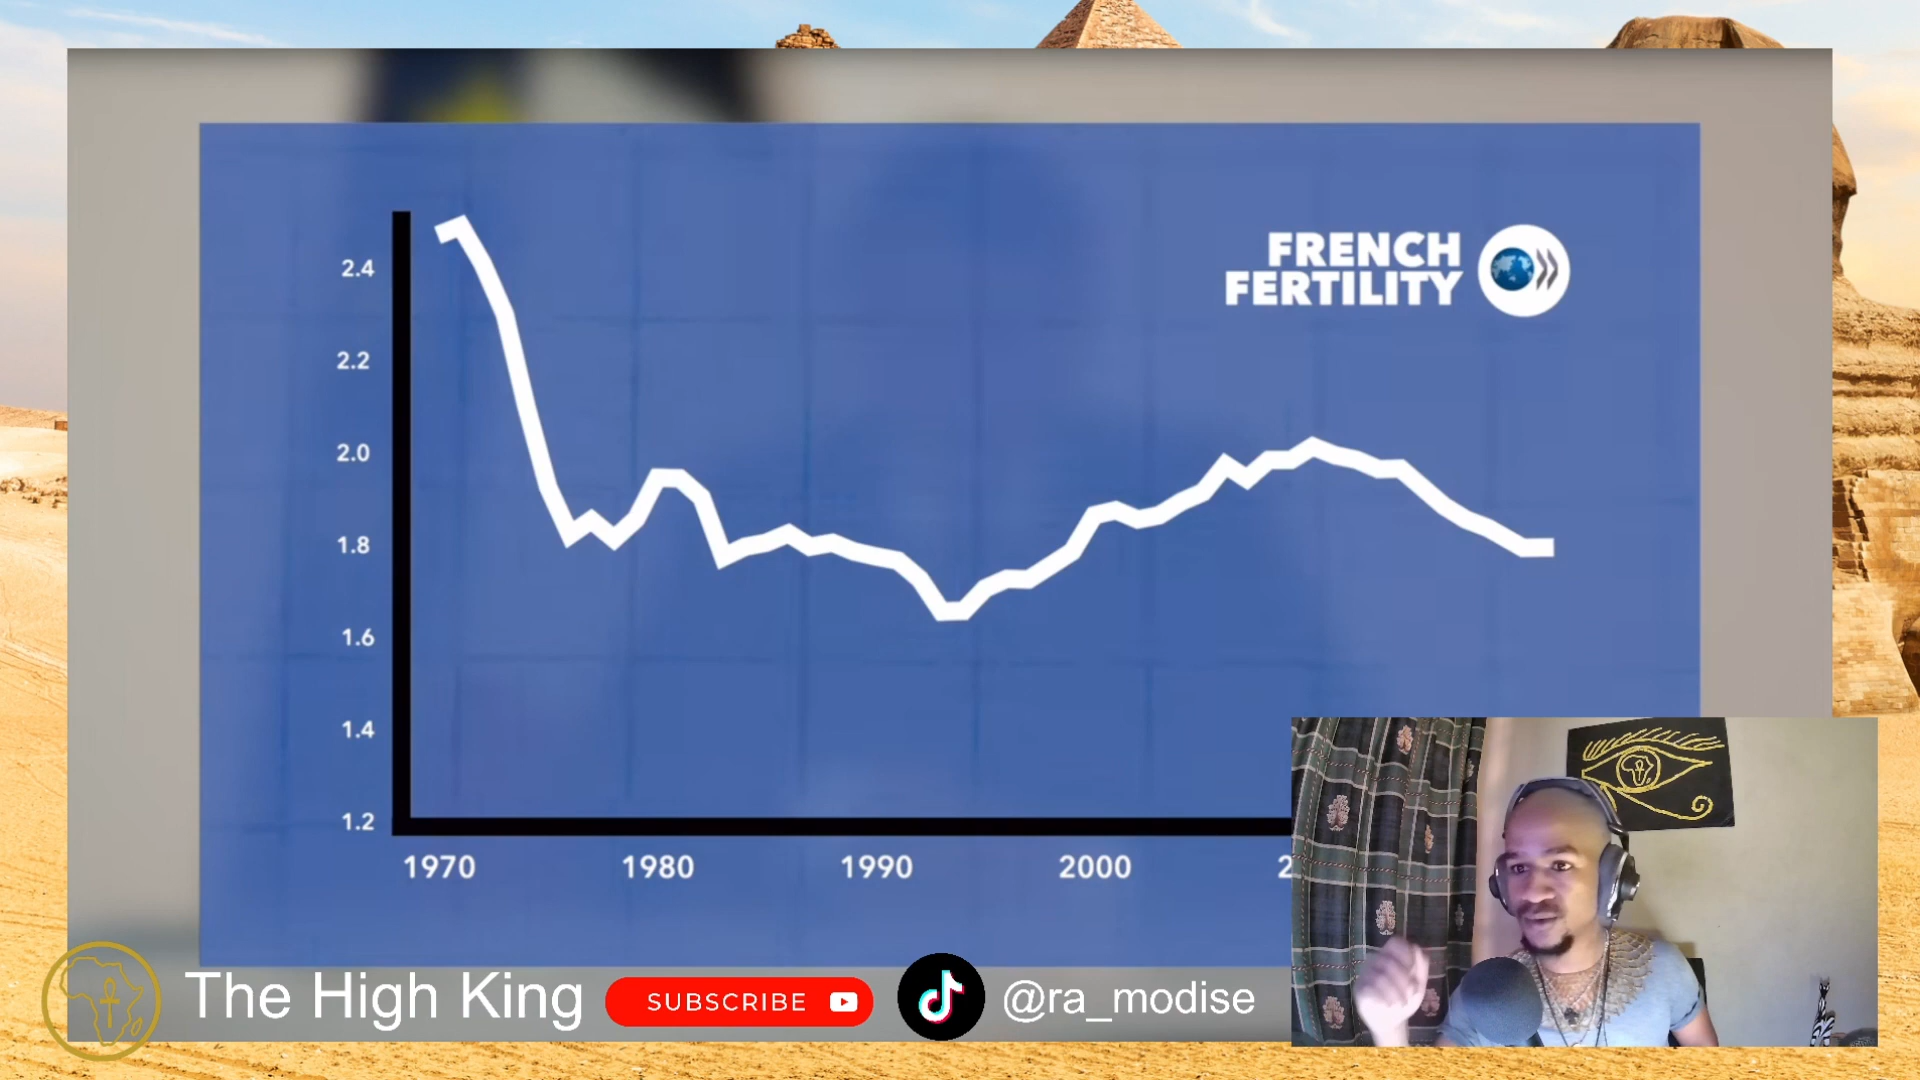 FRENCH
FERTILITY
2.4
2.2
2.0
1.8
1.6
1.4
1.2
1970 1980 1990 2000 2
The High King SUBSCRIBE @ra_modise